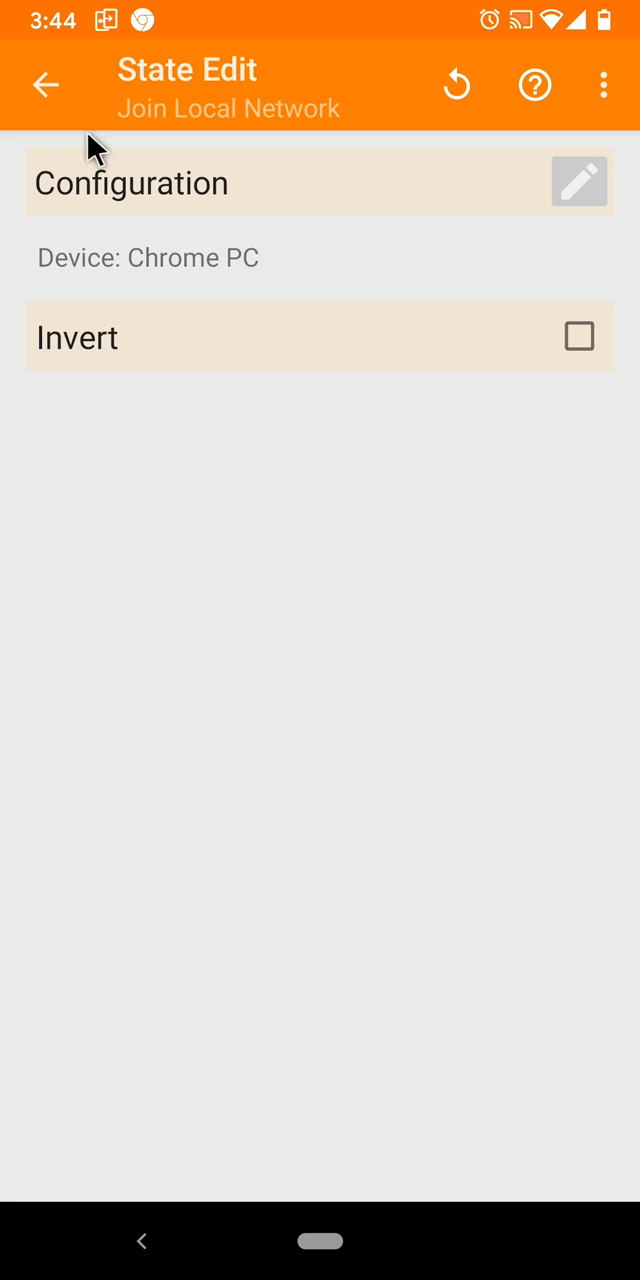 3:44
State Edit
Join Local Network
Configuration
Device: Chrome PC
Invert